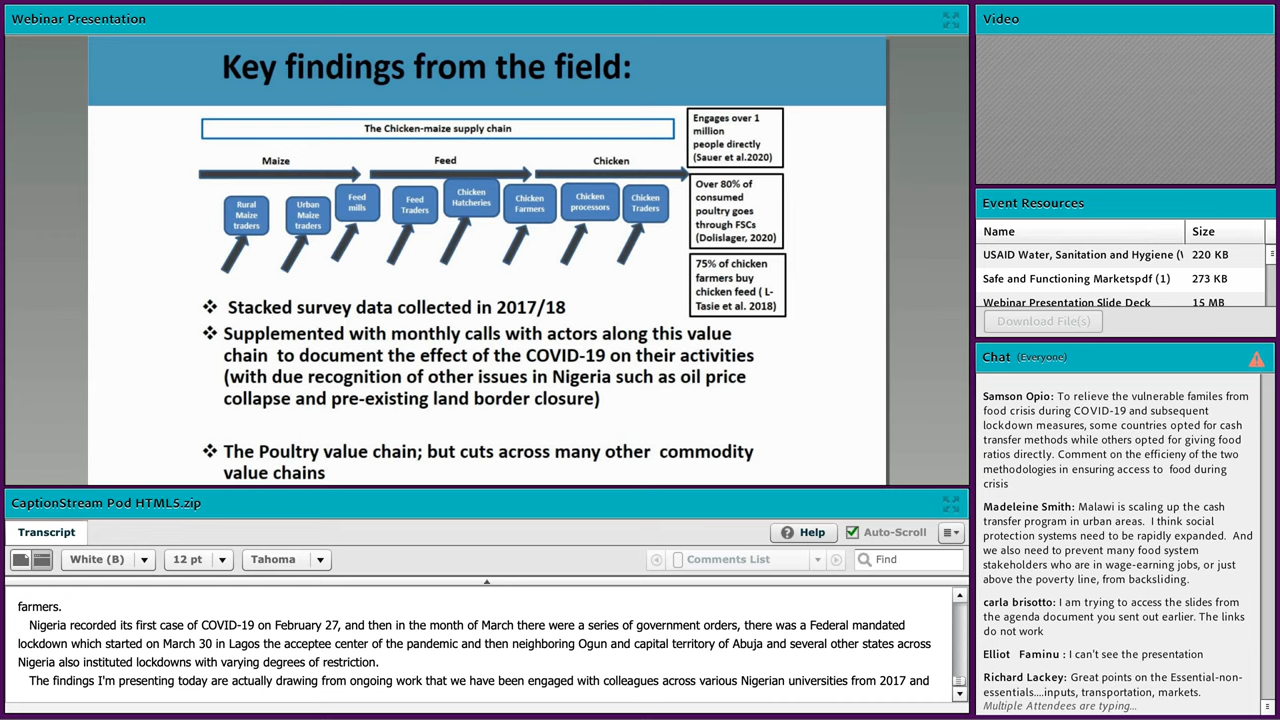 Webinar Presentation
Key findings from the field:
The Chicken-maize supply chain
Maize
Feed
Chicken
Rural
Maize
traders
Urban
Maize
traders
Feed
mills
Feed
Traders
Chicken
Hatcheries
Chicken
Farmers
Chicken
processors
Chicken
Traders
Engages over 1
million
people directly
(Sauer et al.2020)
Over 80% of
consumed
poultry goes
through FSCs
(Dolislager, 2020)
75% of chicken
farmers buy
chicken feed ( L-
Tasie et al. 2018)
❖ Stacked survey data collected in 2017/18
❖ Supplemented with monthly calls with actors along this value
chain to document the effect of the COVID-19 on their activities
(with due recognition of other issues in Nigeria such as oil price
collapse and pre-existing land border closure)
❖ The Poultry value chain; but cuts across many other commodity
value chains
CaptionStream Pod HTML5.zip
Transcript
Help
Auto-Scroll
White (B)
12 pt
Tahoma
Comments List
Find
farmers.
Nigeria recorded its first case of COVID-19 on February 27, and then in the month of March there were a series of government orders, there was a Federal mandated
lockdown which started on March 30 in Lagos the acceptee center of the pandemic and then neighboring Ogun and capital territory of Abuja and several other states across
Nigeria also instituted lockdowns with varying degrees of restriction.
The findings I'm presenting today are actually drawing from ongoing work that we have been engaged with colleagues across various Nigerian universities from 2017 and
Video
Event Resources
Name Size
USAID Water, Sanitation and Hygiene (\ 220 KB
Safe and Functioning Marketspdf (1) 273 KB
Webinar Presentation Slide Deck 15 MB
Download File(s)
Chat (Everyone)
Samson Opio: To relieve the vulnerable familes from
food crisis during COVID-19 and subsequent
lockdown measures, some countries opted for cash
transfer methods while others opted for giving food
ratios directly. Comment on the efficieny of the two
methodologies in ensuring access to food during
crisis
Madeleine Smith: Malawi is scaling up the cash
transfer program in urban areas. I think social
protection systems need to be rapidly expanded. And
we also need to prevent many food system
stakeholders who are in wage-earning jobs, or just
above the poverty line, from backsliding.
carla brisotto: I am trying to access the slides from
the agenda document you sent out earlier. The links
do not work
Elliot Faminu : I can't see the presentation
Richard Lackey: Great points on the Essential-non-
essentials....inputs, transportation, markets.
Multiple Attendees are typing...